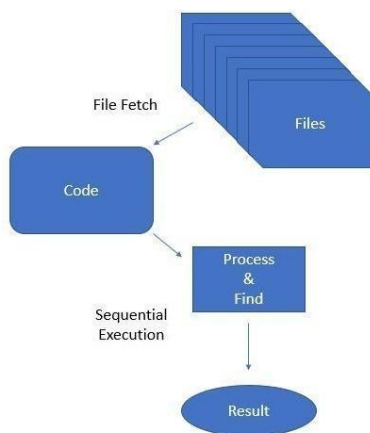 File Fetch
Files
Code
Process
&
Find
Sequential
Execution
Result